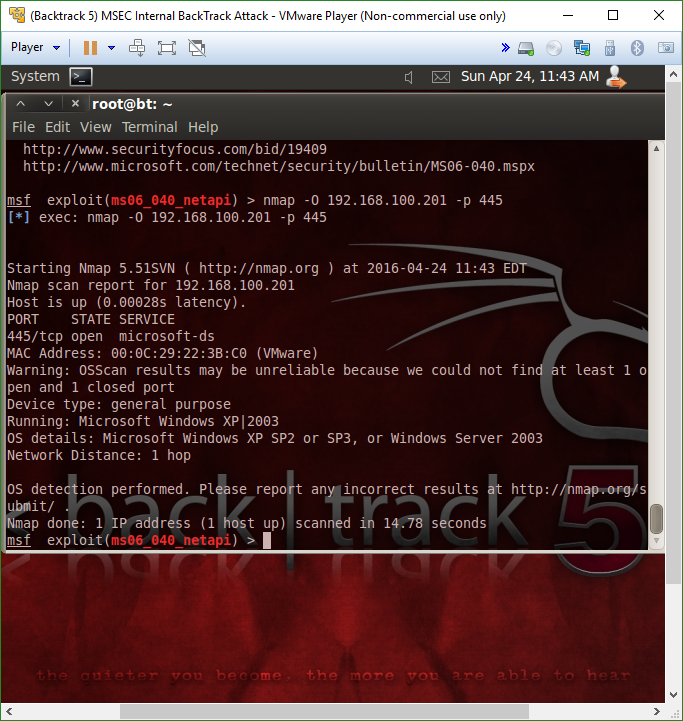 (Backtrack 5) MSEC Internal BackTrack Attack - VMware Player (Non-commercial use only)
Player
System
Sun Apr 24, 11:43 AM
root@bt: ~
File Edit View Terminal Help
http://www.securityfocus.com/bid/19409
http://www.microsoft.com/technet/security/bulletin/MS06-040.mspx
msf exploit(ms06_040_netapi) > nmap -O 192.168.100.201 -p 445
[*] exec: nmap -O 192.168.100.201 -p 445
Starting Nmap 5.51SVN ( http://nmap.org ) at 2016-04-24 11:43 EDT
Nmap scan report for 192.168.100.201
Host is up (0.00028s latency).
PORT STATE SERVICE
445/tcp open microsoft-ds
MAC Address: 00:0C:29:22:3B:C0 (VMware)
Warning: OSScan results may be unreliable because we could not find at least 1 o
pen and 1 closed port
Device type: general purpose
Running: Microsoft Windows XP|2003
OS details: Microsoft Windows XP SP2 or SP3, or Windows Server 2003
Network Distance: 1 hop
OS detection performed. Please report any incorrect results at http://nmap.org/s
ubmit/ .
Nmap done: 1 IP address (1 host up) scanned in 14.78 seconds
msf exploit(ms06_040_netapi) >
<< back | track 5
the quieter you become, the more you are able to hear